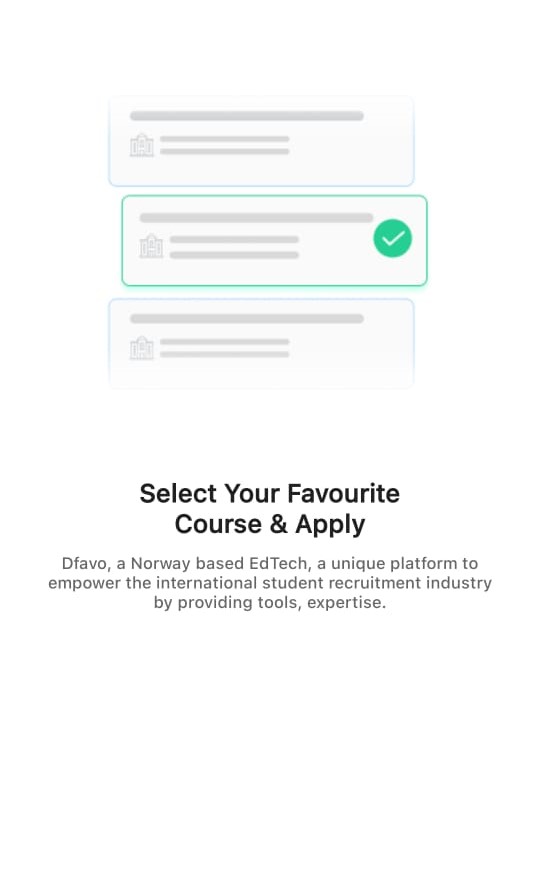 Select Your Favourite
Course & Apply
Dfavo, a Norway based EdTech, a unique platform to
empower the international student recruitment industry
by providing tools, expertise.